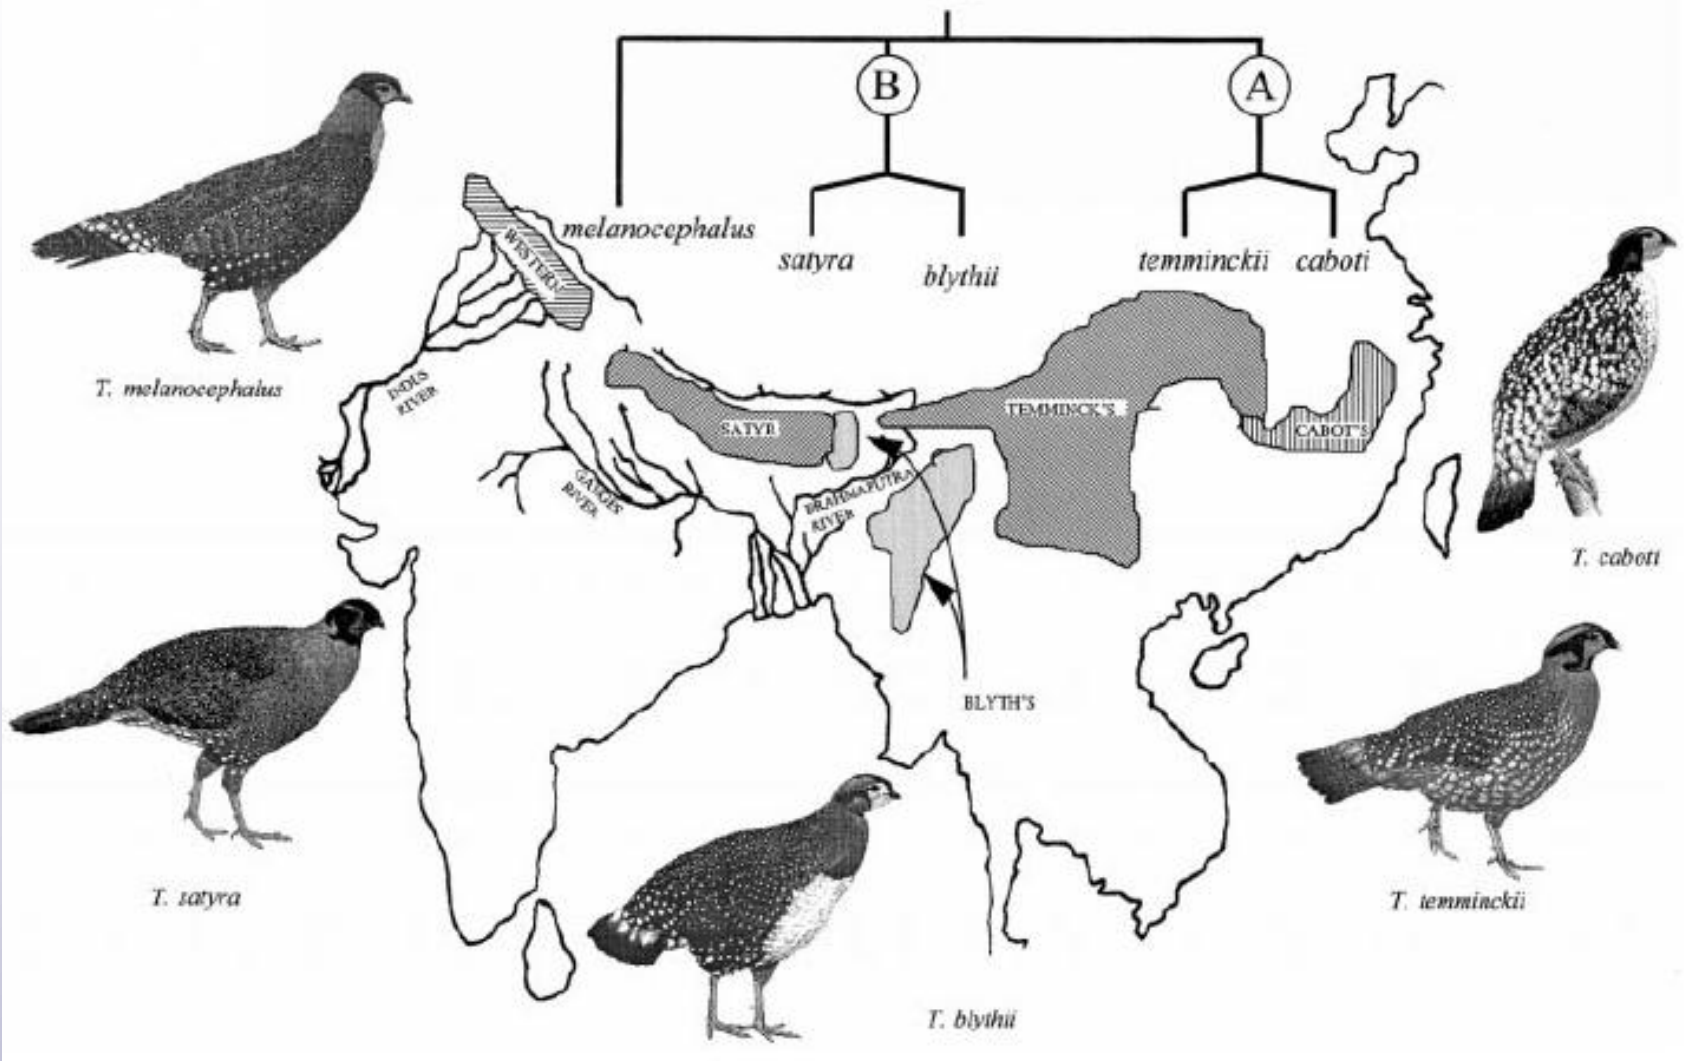 B
A
melanocephalus
satyra
blythii
temminckii
caboti
WESTERN
T. melanocephalus
INDUS
RIVER
SATYR
TEMMINCK'S
CABOT'S
GANGES
RIVER
BRAHMAPUTRA
RIVER
T. caboti
BLYTH'S
T. satyra
T. temminckii
T. blythii